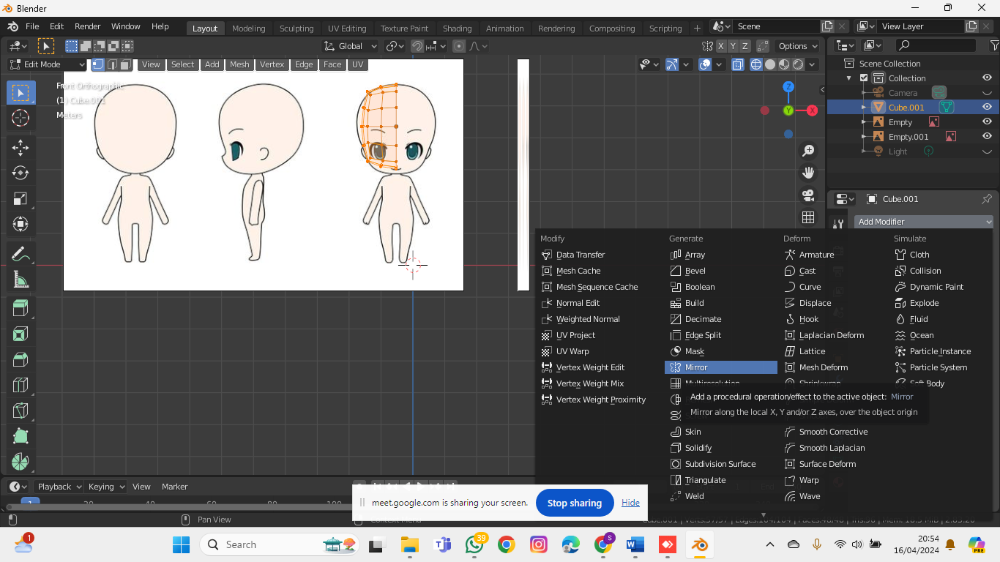 Blender
File Edit Render Window Help
Layout Modeling Sculpting UV Editing Texture Paint Shading Animation Rendering Compositing Scripting +
Scene
View Layer
Global
X Y Z
Options
Edit Mode
View Select Add Mesh Vertex Edge Face UV
Front Orthographic
(1) Cube.001
Meters
Z
Y
X
Scene Collection
Collection
Camera
Cube.001
Empty
Empty.001
Light
Cube.001
Add Modifier
Modify
Data Transfer
Mesh Cache
Mesh Sequence Cache
Normal Edit
Weighted Normal
UV Project
UV Warp
Vertex Weight Edit
Vertex Weight Mix
Vertex Weight Proximity
Generate
Array
Bevel
Boolean
Build
Decimate
Edge Split
Mask
Mirror
Multiresolution
Skin
Solidify
Subdivision Surface
Triangulate
Weld
Deform
Armature
Cast
Curve
Displace
Hook
Laplacian Deform
Lattice
Mesh Deform
Shrinkwrap
Smooth Corrective
Smooth Laplacian
Surface Deform
Warp
Wave
Simulate
Cloth
Collision
Dynamic Paint
Explode
Fluid
Ocean
Particle Instance
Particle System
Soft Body
Add a procedural operation/effect to the active object: Mirror
Mirror along the local X, Y and/or Z axes, over the object origin
Playback Keying View Marker
1 20 40 60 80 100
meet.google.com is sharing your screen. Stop sharing Hide
Pan View
Context Menu
Cube.001 | Verts:57/57 | Edges:104/104 | Faces:48/48 | Tris:96 |
1
Search
39
S
PRE
20:54
16/04/2024